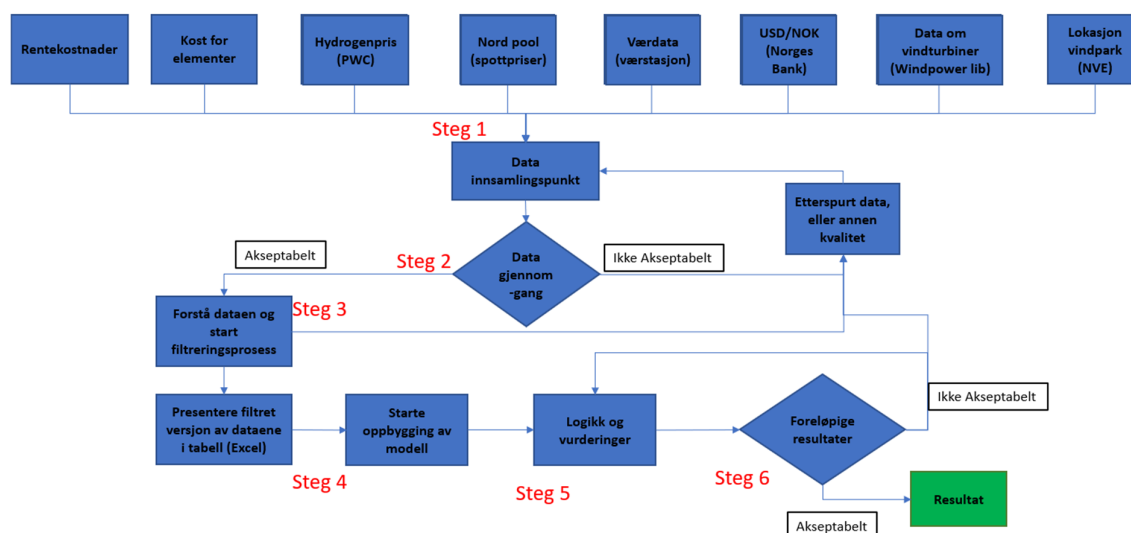 Rentekostnader
Kost for
elementer
Hydrogenpris
(PWC)
Nord pool
(spottpriser)
Værdata
(værstasjon)
USD/NOK
(Norges
Bank)
Data om
vindturbiner
(Windpower lib)
Lokasjon
vindpark
(NVE)
Steg 1
Data
innsamlingspunkt
Etterspurt data,
eller annen
kvalitet
Akseptabelt
Steg 2
Data
gjennom
-gang
Ikke Akseptabelt
Forstå dataen og
start
filtreringsprosess
Steg 3
Presentere filtret
versjon av dataene
i tabell (Excel)
Starte
oppbygging av
modell
Logikk og
vurderinger
Foreløpige
resultater
Ikke Akseptabelt
Steg 4
Steg 5
Steg 6
Resultat
Akseptabelt